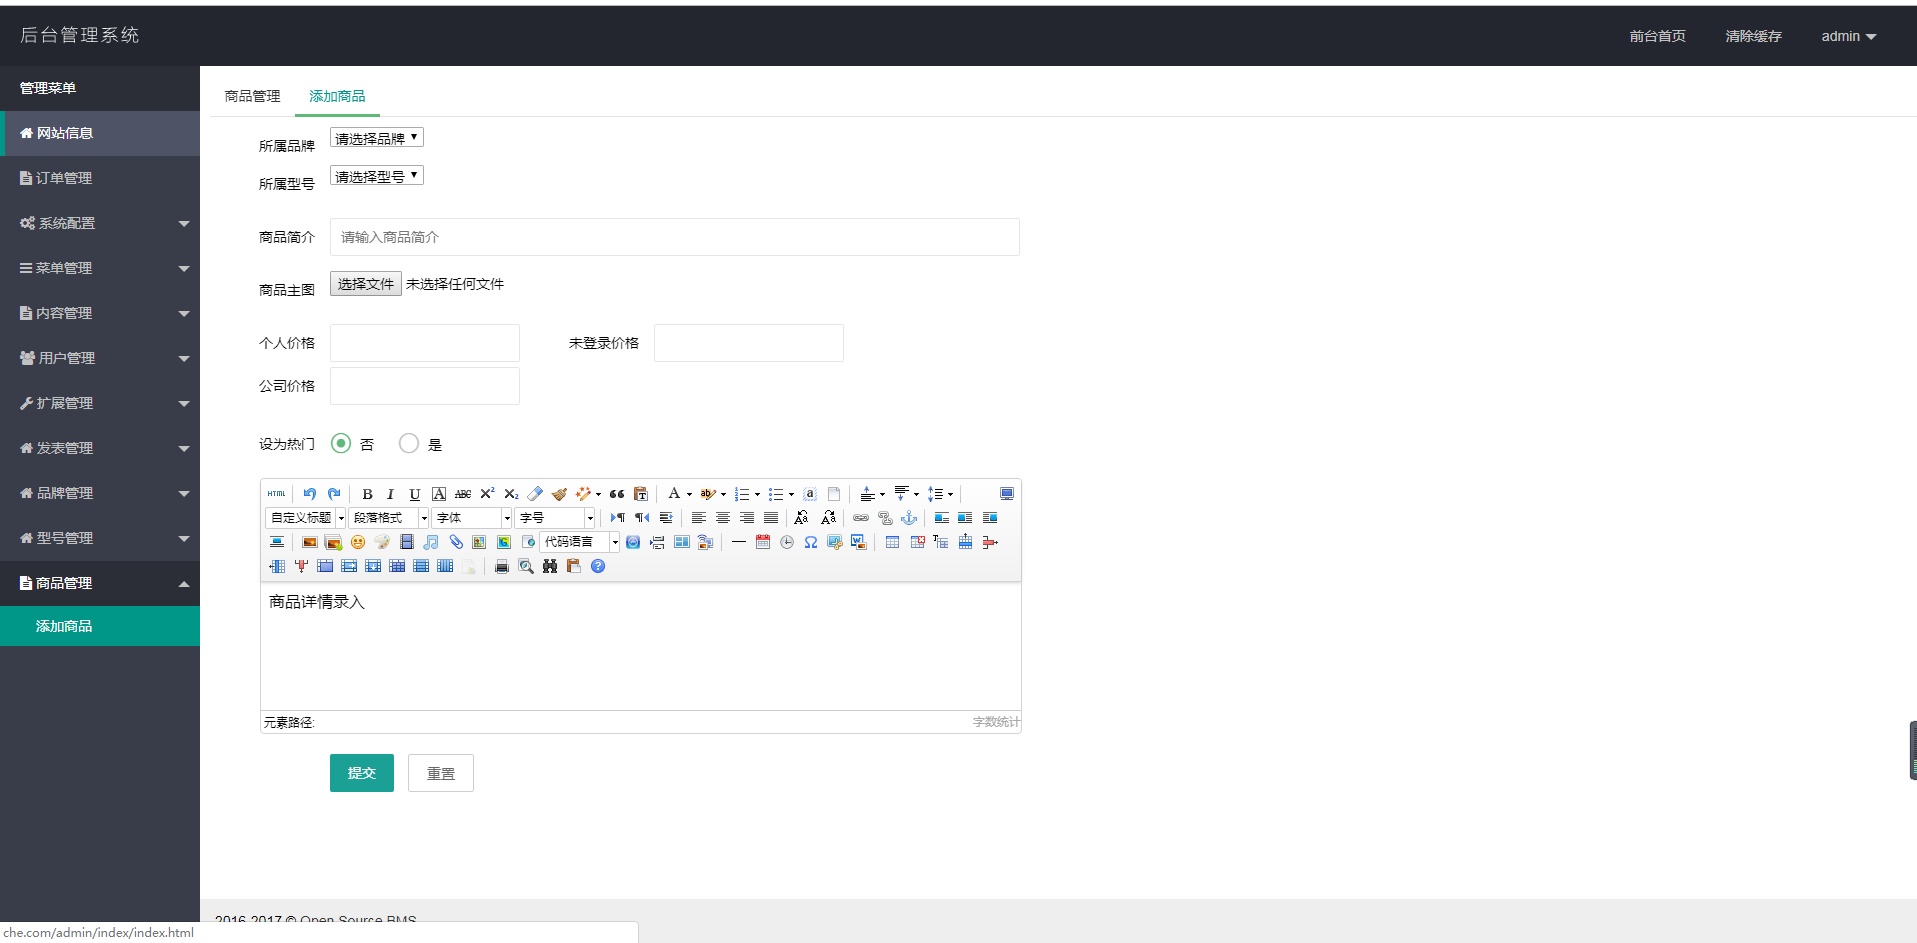 后台管理系统
前台首页 清除缓存 admin
管理菜单
网站信息
订单管理
系统配置
菜单管理
内容管理
用户管理
扩展管理
发表管理
品牌管理
型号管理
商品管理
添加商品
商品管理 添加商品
所属品牌 请选择品牌
所属型号 请选择型号
商品简介 请输入商品简介
商品主图 选择文件 未选择任何文件
个人价格 未登录价格
公司价格
设为热门 否 是
HTML B I U A ABC X² X₂ A ab a
自定义标题 段落格式 字体 字号
代码语言
商品详情录入
元素路径: 字数统计
提交 重置
2016-2017 © Open Source BMS
che.com/admin/index/index.html